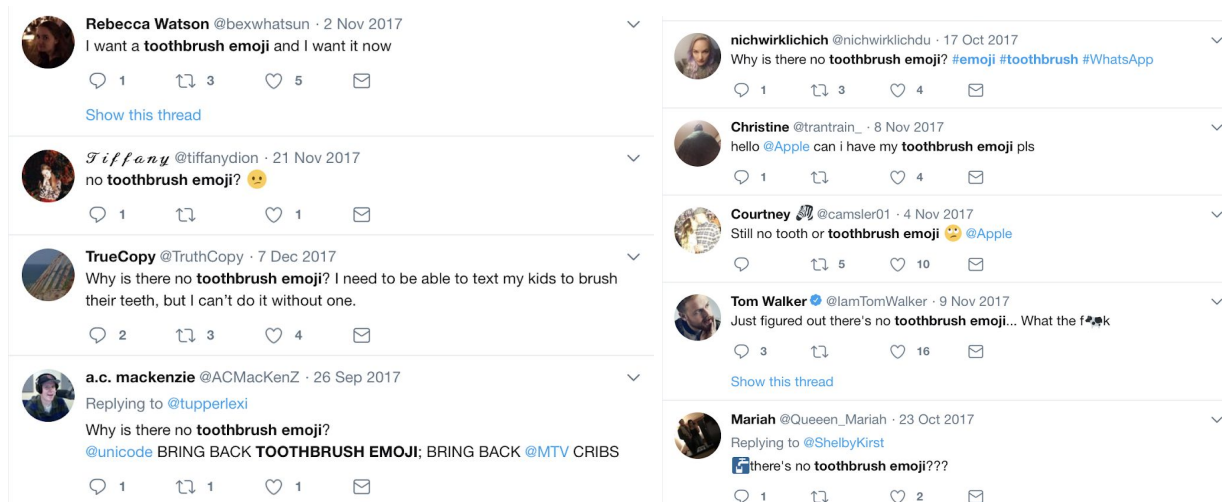 Rebecca Watson @bexwhatsun · 2 Nov 2017
I want a toothbrush emoji and I want it now
1 3 5
Show this thread
𝒯𝒾𝒻𝒻𝒶𝓃𝓎 @tiffanydion · 21 Nov 2017
no toothbrush emoji? 😕
1 1
TrueCopy @TruthCopy · 7 Dec 2017
Why is there no toothbrush emoji? I need to be able to text my kids to brush
their teeth, but I can’t do it without one.
2 3 4
a.c. mackenzie @ACMacKenZ · 26 Sep 2017
Replying to @tupperlexi
Why is there no toothbrush emoji?
@unicode BRING BACK TOOTHBRUSH EMOJI; BRING BACK @MTV CRIBS
1 1 1
nichwirklichich @nichwirklichdu · 17 Oct 2017
Why is there no toothbrush emoji? #emoji #toothbrush #WhatsApp
1 3 4
Christine @trantrain_ · 8 Nov 2017
hello @Apple can i have my toothbrush emoji pls
1 4
Courtney @camsler01 · 4 Nov 2017
Still no tooth or toothbrush emoji 🙄 @Apple
5 10
Tom Walker @IamTomWalker · 9 Nov 2017
Just figured out there's no toothbrush emoji... What the f🐄k
3 16
Show this thread
Mariah @Queeen_Mariah · 23 Oct 2017
Replying to @ShelbyKirst
🚰there's no toothbrush emoji???
1 2